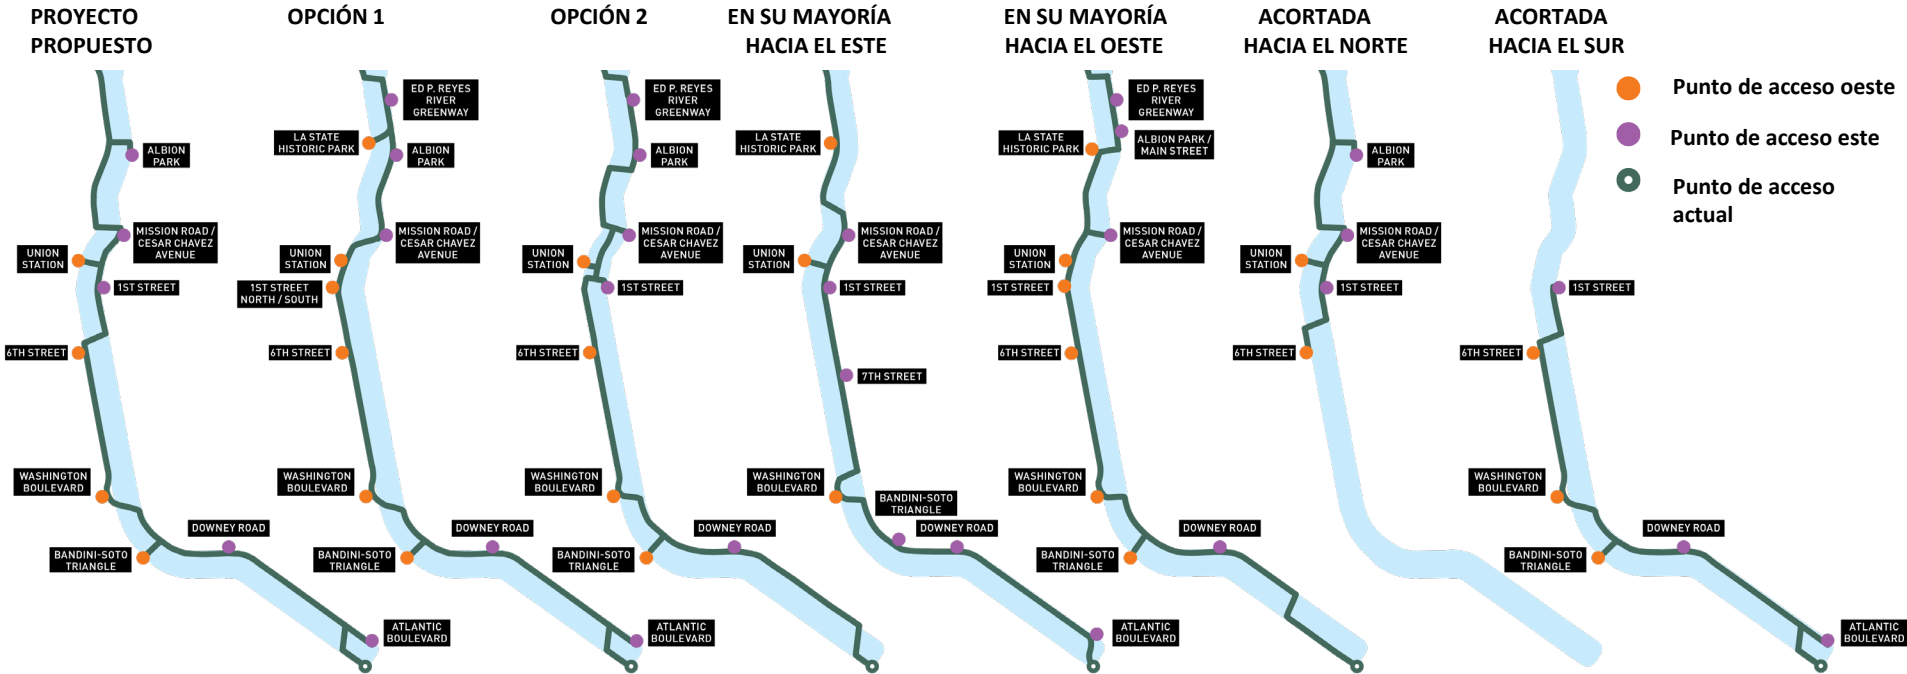 PROYECTO
PROPUESTO
ALBION
PARK
MISSION ROAD /
CESAR CHAVEZ
AVENUE
UNION
STATION
1ST STREET
6TH STREET
WASHINGTON
BOULEVARD
DOWNEY ROAD
BANDINI-SOTO
TRIANGLE
ATLANTIC
BOULEVARD
OPCIÓN 1
ED P. REYES
RIVER
GREENWAY
LA STATE
HISTORIC PARK
ALBION
PARK
MISSION ROAD /
CESAR CHAVEZ
AVENUE
UNION
STATION
1ST STREET
NORTH / SOUTH
6TH STREET
WASHINGTON
BOULEVARD
DOWNEY ROAD
BANDINI-SOTO
TRIANGLE
ATLANTIC
BOULEVARD
OPCIÓN 2
ED P. REYES
RIVER
GREENWAY
ALBION
PARK
MISSION ROAD /
CESAR CHAVEZ
AVENUE
UNION
STATION
1ST STREET
6TH STREET
WASHINGTON
BOULEVARD
DOWNEY ROAD
BANDINI-SOTO
TRIANGLE
EN SU MAYORÍA
HACIA EL ESTE
LA STATE
HISTORIC PARK
MISSION ROAD /
CESAR CHAVEZ
AVENUE
UNION
STATION
1ST STREET
7TH STREET
WASHINGTON
BOULEVARD
BANDINI-SOTO
TRIANGLE
DOWNEY ROAD
ATLANTIC
BOULEVARD
EN SU MAYORÍA
HACIA EL OESTE
ED P. REYES
RIVER
GREENWAY
LA STATE
HISTORIC PARK
ALBION PARK /
MAIN STREET
MISSION ROAD /
CESAR CHAVEZ
AVENUE
UNION
STATION
1ST STREET
6TH STREET
WASHINGTON
BOULEVARD
DOWNEY ROAD
BANDINI-SOTO
TRIANGLE
ACORTADA
HACIA EL NORTE
ALBION
PARK
MISSION ROAD /
CESAR CHAVEZ
AVENUE
UNION
STATION
1ST STREET
6TH STREET
ACORTADA
HACIA EL SUR
1ST STREET
6TH STREET
WASHINGTON
BOULEVARD
DOWNEY ROAD
BANDINI-SOTO
TRIANGLE
ATLANTIC
BOULEVARD
Punto de acceso oeste
Punto de acceso este
Punto de acceso
actual